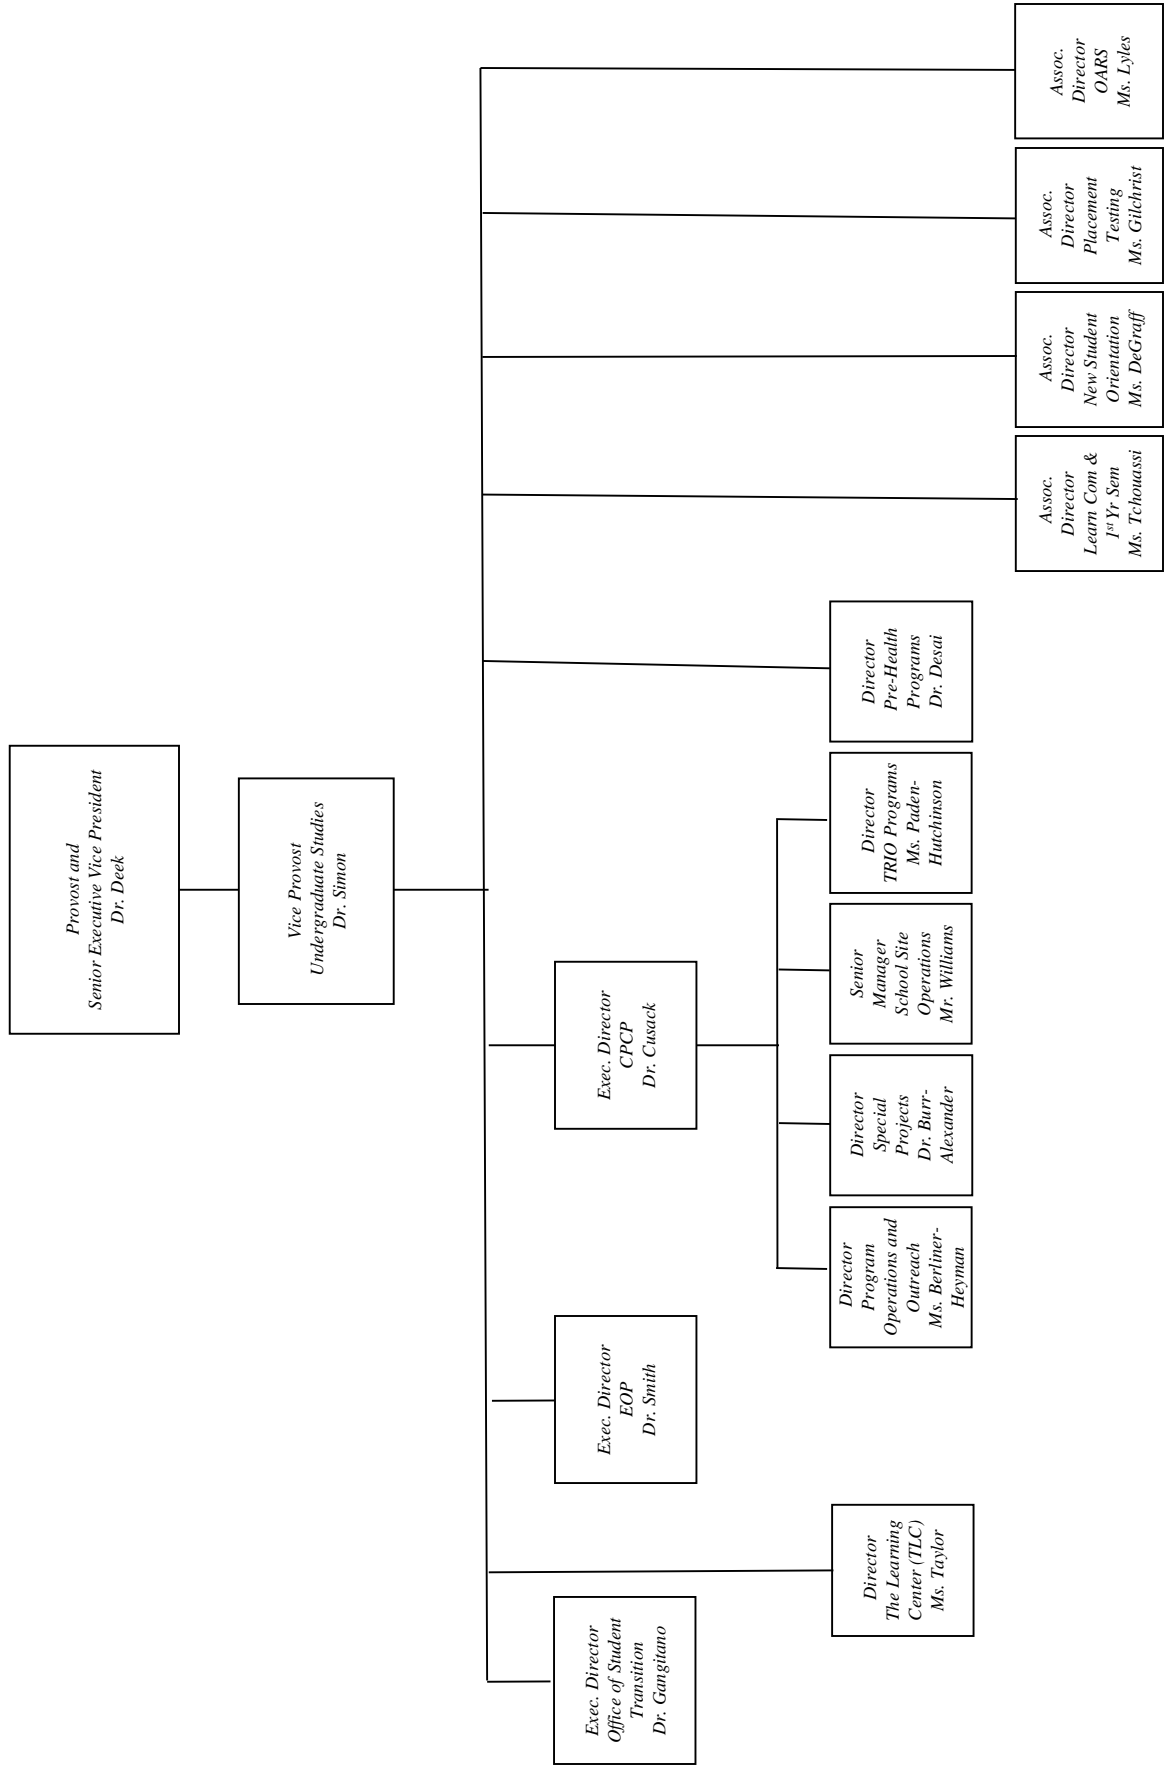 Provost and
Senior Executive Vice President
Dr. Deek
Vice Provost
Undergraduate Studies
Dr. Simon
Exec. Director
Office of Student
Transition
Dr. Gangitano
Exec. Director
EOP
Dr. Smith
Exec. Director
CPCP
Dr. Cusack
Director
The Learning
Center (TLC)
Ms. Taylor
Director
Program
Operations and
Outreach
Ms. Berliner-
Heyman
Director
Special
Projects
Dr. Burr-
Alexander
Senior
Manager
School Site
Operations
Mr. Williams
Director
TRIO Programs
Ms. Paden-
Hutchinson
Director
Pre-Health
Programs
Dr. Desai
Assoc.
Director
Learn Com &
1st Yr Sem
Ms. Tchouassi
Assoc.
Director
New Student
Orientation
Ms. DeGraff
Assoc.
Director
Placement
Testing
Ms. Gilchrist
Assoc.
Director
OARS
Ms. Lyles